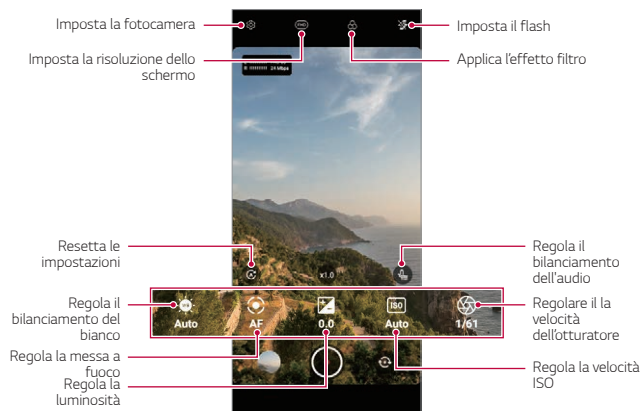 Imposta la fotocamera
Imposta il flash
Imposta la risoluzione dello
schermo
Applica l'effetto filtro
FHD
24 Mbps
Resetta le
impostazioni
x1.0
Regola il
bilanciamento
dell'audio
Regola il
bilanciamento del
bianco
Auto
AF
0.0
ISO
Auto
1/61
Regolare il la
velocità
dell'otturatore
Regola la messa a
fuoco
Regola la
luminosità
Regola la velocità
ISO